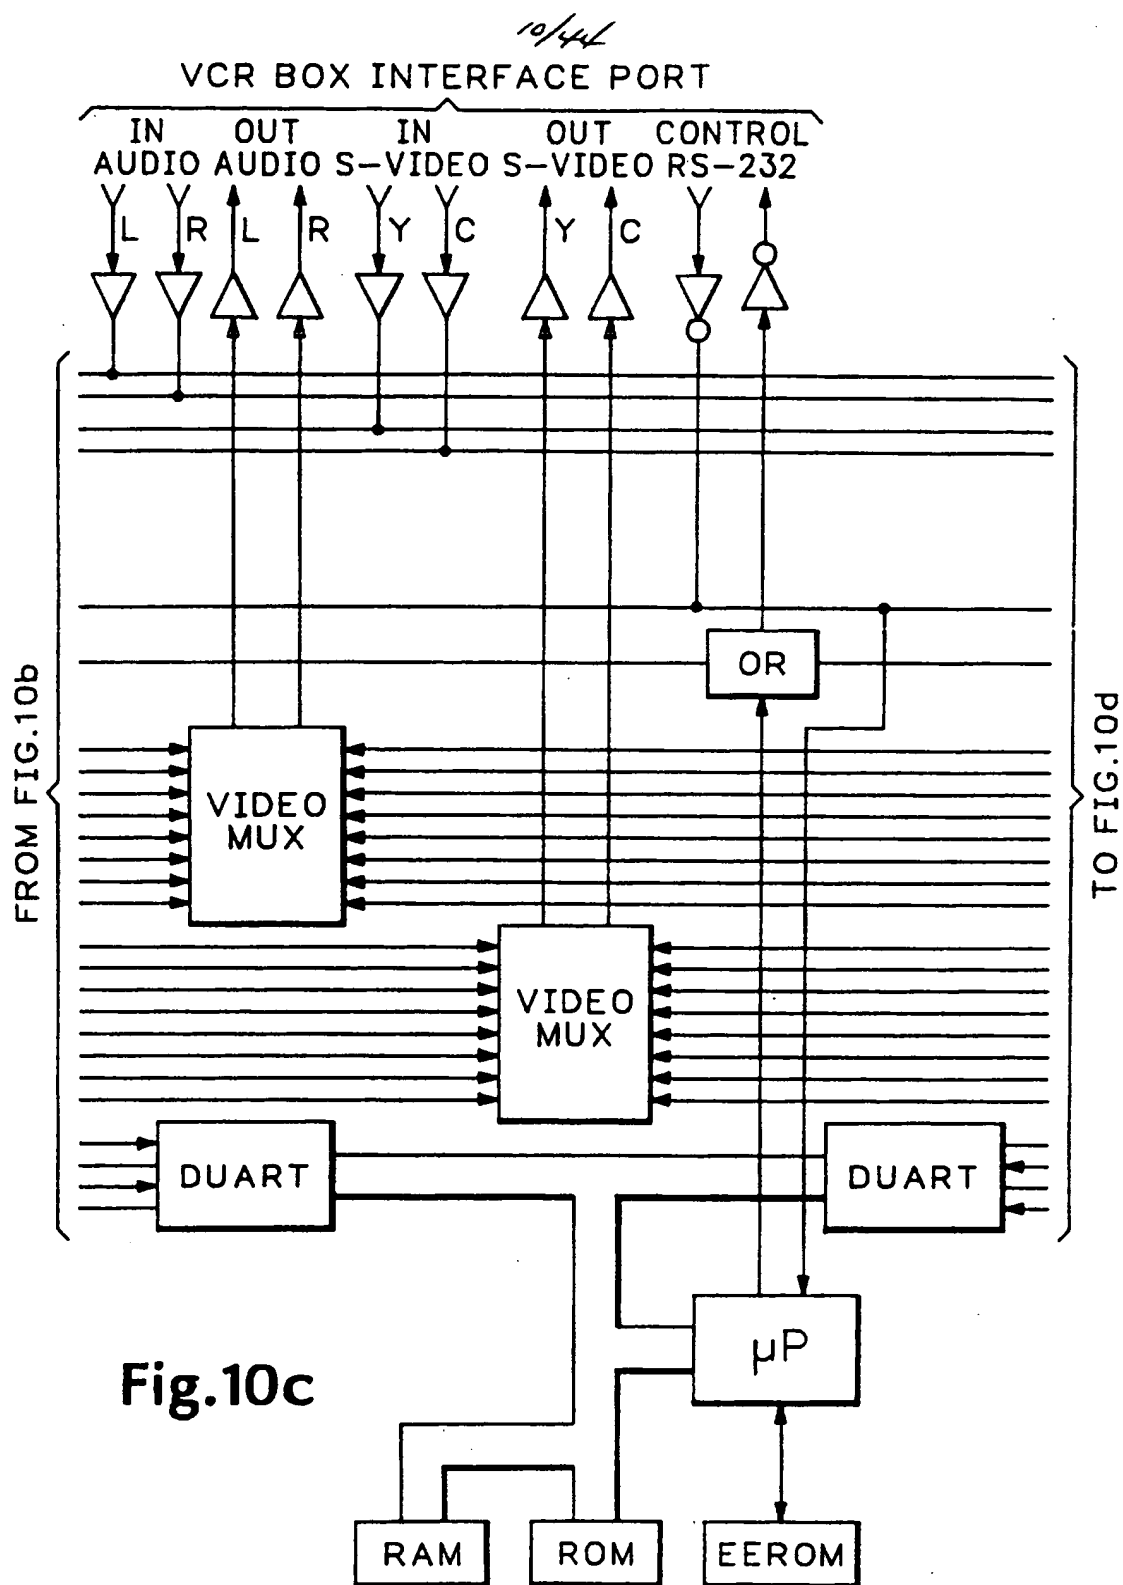 10/44
VCR BOX INTERFACE PORT
IN OUT IN OUT CONTROL
AUDIO AUDIO S-VIDEO S-VIDEO RS-232
L R L R Y C Y C
OR
FROM FIG.10b
TO FIG.10d
VIDEO
MUX
VIDEO
MUX
DUART
DUART
µP
Fig.10c
RAM
ROM
EEROM